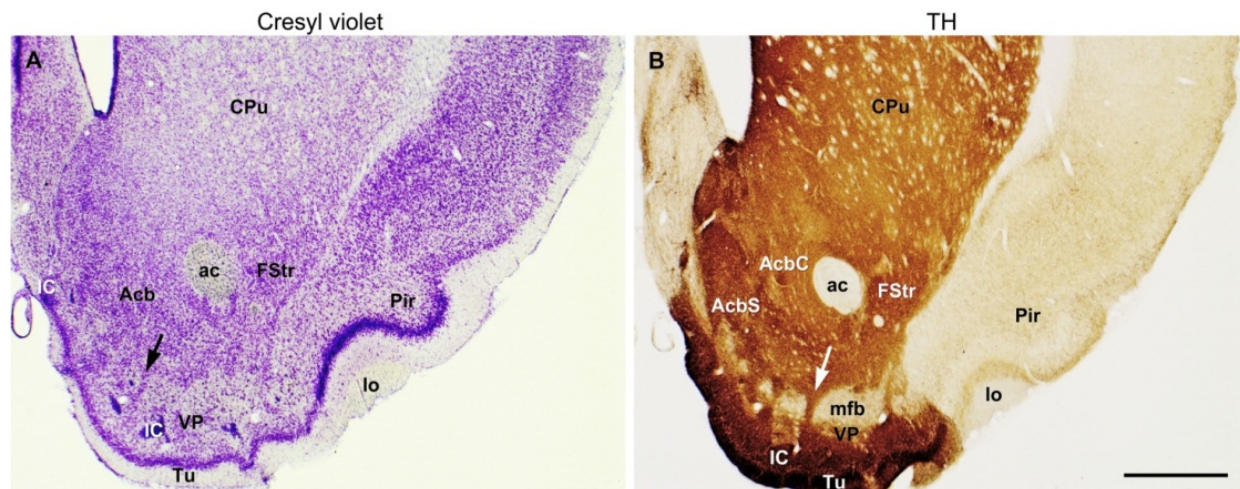 Cresyl violet
TH
A
CPu
ac
FStr
IC
Acb
Pir
lo
VP
IC
Tu
B
CPu
AcbC
ac
FStr
AcbS
Pir
lo
mfb
VP
IC
Tu